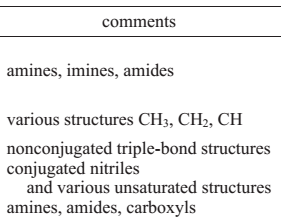 comments
amines, imines, amides
various structures CH₃, CH₂, CH
nonconjugated triple-bond structures
conjugated nitriles
and various unsaturated structures
amines, amides, carboxyls